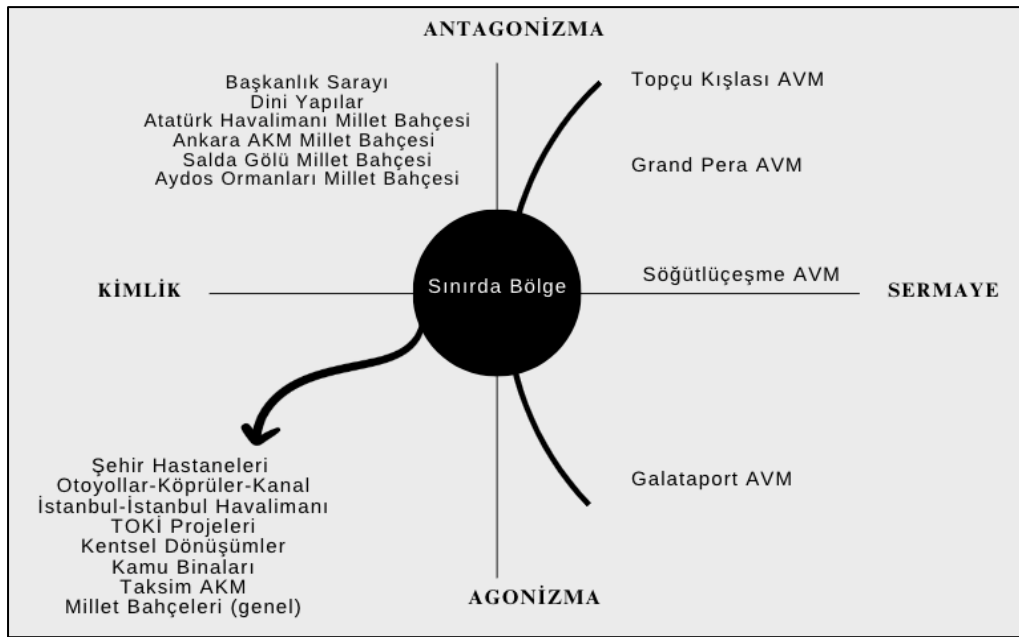 ANTAGONİZMA
Başkanlık Sarayı
Dini Yapılar
Atatürk Havalimanı Millet Bahçesi
Ankara AKM Millet Bahçesi
Salda Gölü Millet Bahçesi
Aydos Ormanları Millet Bahçesi
Topçu Kışlası AVM
Grand Pera AVM
Söğütlüçeşme AVM
KİMLİK
Sınırda Bölge
SERMAYE
Şehir Hastaneleri
Otoyollar-Köprüler-Kanal
İstanbul-İstanbul Havalimanı
TOKİ Projeleri
Kentsel Dönüşümler
Kamu Binaları
Taksim AKM
Millet Bahçeleri (genel)
Galataport AVM
AGONİZMA